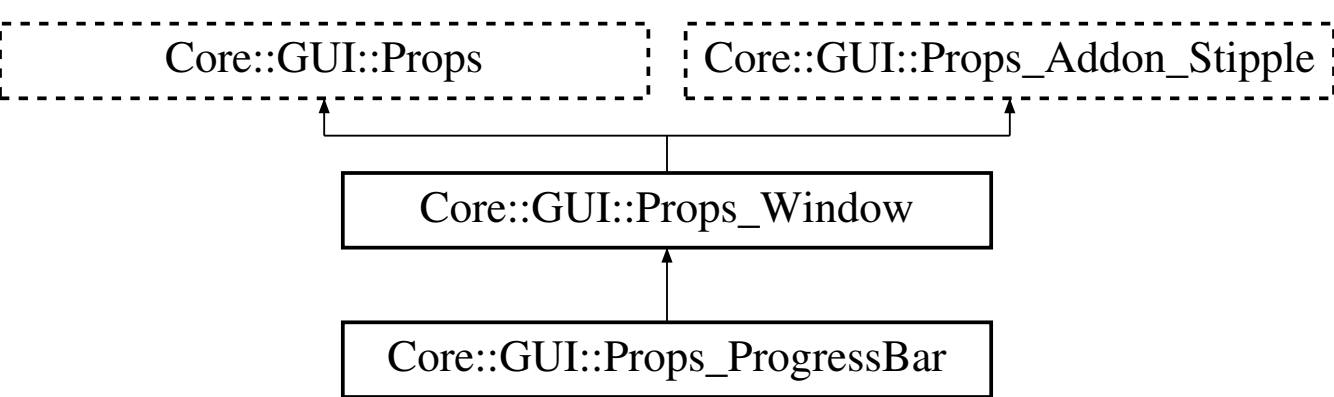 Core::GUI::Props
Core::GUI::Props_Addon_Stipple
Core::GUI::Props_Window
Core::GUI::Props_ProgressBar